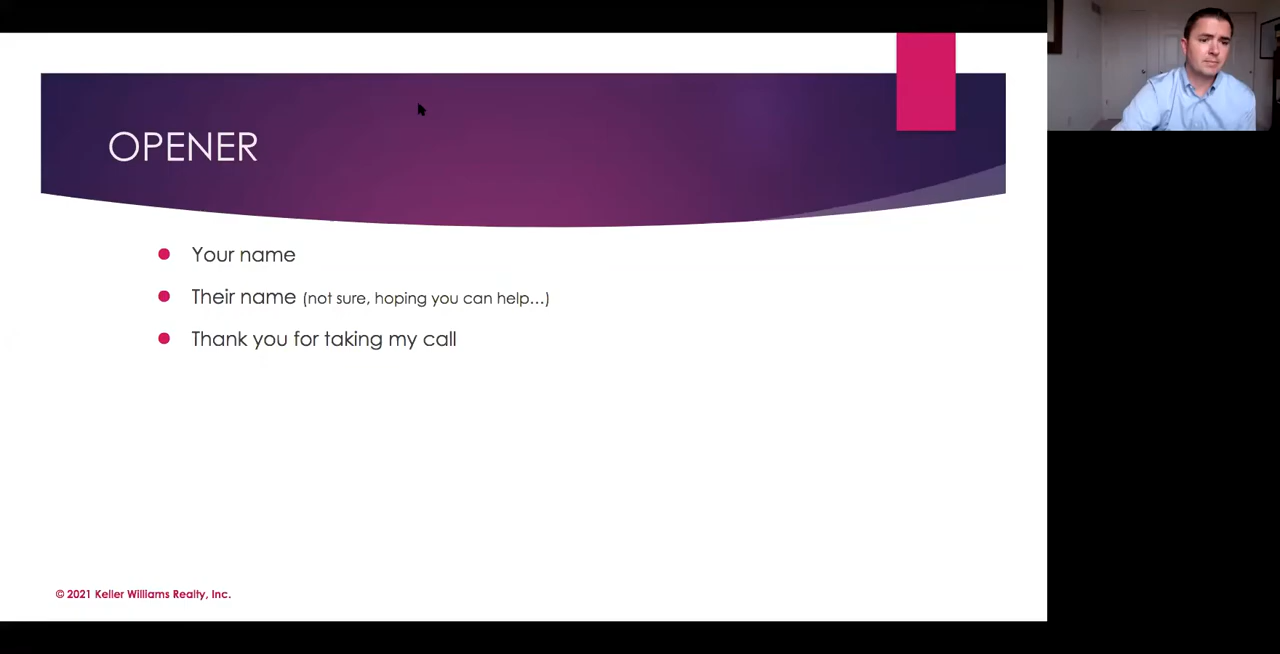 OPENER
Your name
Their name (not sure, hoping you can help...)
Thank you for taking my call
© 2021 Keller Williams Realty, Inc.